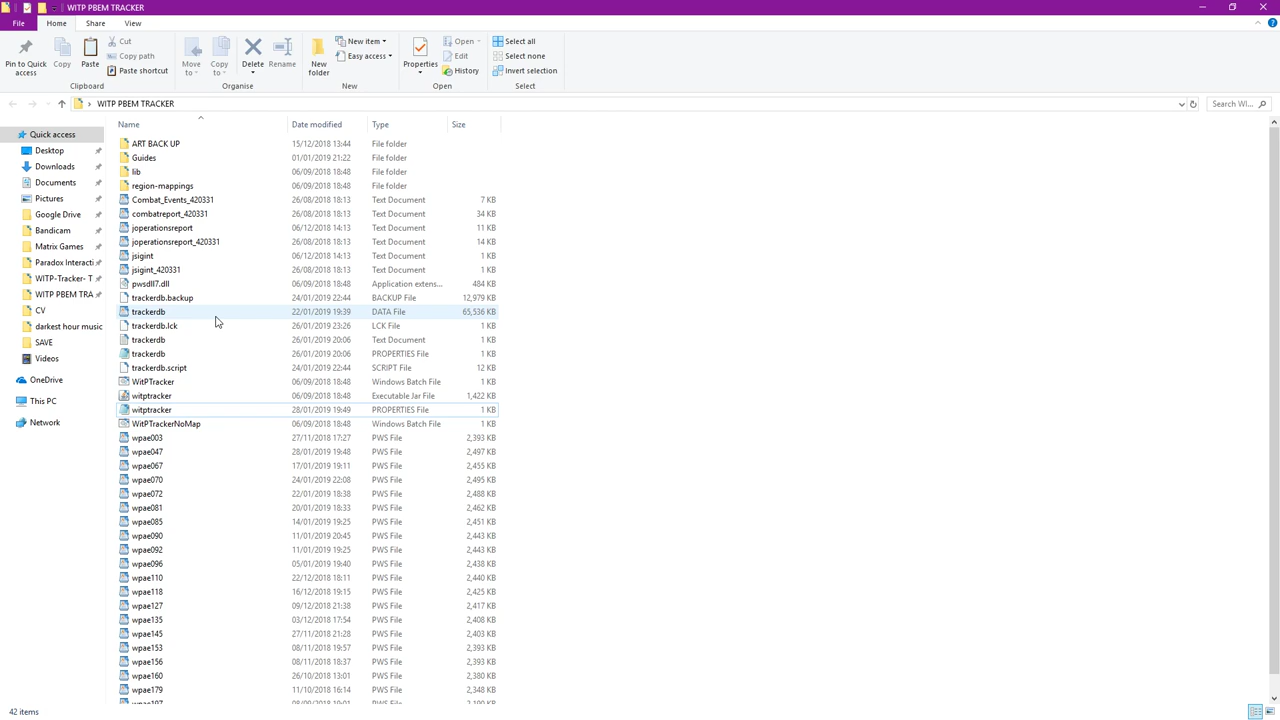 WITP PBEM TRACKER
File Home Share View
Pin to Quick access
Copy
Paste
Cut
Copy path
Paste shortcut
Clipboard
Move to
Copy to
Delete
Rename
Organise
New folder
New item
Easy access
New
Properties
Open
Edit
History
Open
Select all
Select none
Invert selection
Select
WITP PBEM TRACKER
Search WI...
Quick access
Desktop
Downloads
Documents
Pictures
Google Drive
Bandicam
Matrix Games
Paradox Interacti
WITP-Tracker- T
WITP PBEM TRA
CV
darkest hour music
SAVE
Videos
OneDrive
This PC
Network
Name Date modified Type Size
ART BACK UP 15/12/2018 13:44 File folder
Guides 01/01/2019 21:22 File folder
lib 06/09/2018 18:48 File folder
region-mappings 06/09/2018 18:48 File folder
Combat_Events_420331 26/08/2018 18:13 Text Document 7 KB
combatreport_420331 26/08/2018 18:13 Text Document 34 KB
joperationsreport 06/12/2018 14:13 Text Document 11 KB
joperationsreport_420331 26/08/2018 18:13 Text Document 14 KB
jsigint 06/12/2018 14:13 Text Document 1 KB
jsigint_420331 26/08/2018 18:13 Text Document 1 KB
pwsdll7.dll 06/09/2018 18:48 Application extens... 484 KB
trackerdb.backup 24/01/2019 22:44 BACKUP File 12,979 KB
trackerdb 22/01/2019 19:39 DATA File 65,536 KB
trackerdb.lck 26/01/2019 23:26 LCK File 1 KB
trackerdb 26/01/2019 20:06 Text Document 1 KB
trackerdb 26/01/2019 20:06 PROPERTIES File 1 KB
trackerdb.script 24/01/2019 22:44 SCRIPT File 12 KB
WitPTracker 06/09/2018 18:48 Windows Batch File 1 KB
witptracker 06/09/2018 18:48 Executable Jar File 1,422 KB
witptracker 28/01/2019 19:49 PROPERTIES File 1 KB
WitPTrackerNoMap 06/09/2018 18:48 Windows Batch File 1 KB
wpae003 27/11/2018 17:27 PWS File 2,393 KB
wpae047 28/01/2019 19:48 PWS File 2,497 KB
wpae067 17/01/2019 19:11 PWS File 2,455 KB
wpae070 24/01/2019 22:08 PWS File 2,495 KB
wpae072 22/01/2019 18:38 PWS File 2,488 KB
wpae081 20/01/2019 18:33 PWS File 2,462 KB
wpae085 14/01/2019 19:25 PWS File 2,451 KB
wpae090 11/01/2019 20:45 PWS File 2,443 KB
wpae092 11/01/2019 19:25 PWS File 2,443 KB
wpae096 05/01/2019 19:40 PWS File 2,438 KB
wpae110 22/12/2018 18:11 PWS File 2,440 KB
wpae118 16/12/2018 19:15 PWS File 2,425 KB
wpae127 09/12/2018 21:38 PWS File 2,417 KB
wpae135 03/12/2018 17:54 PWS File 2,408 KB
wpae145 27/11/2018 21:28 PWS File 2,403 KB
wpae153 08/11/2018 19:57 PWS File 2,393 KB
wpae156 08/11/2018 18:37 PWS File 2,393 KB
wpae160 26/10/2018 13:01 PWS File 2,380 KB
wpae179 11/10/2018 16:14 PWS File 2,348 KB
wpae197 08/09/2018 19:01 PWS File 2,190 KB
42 items